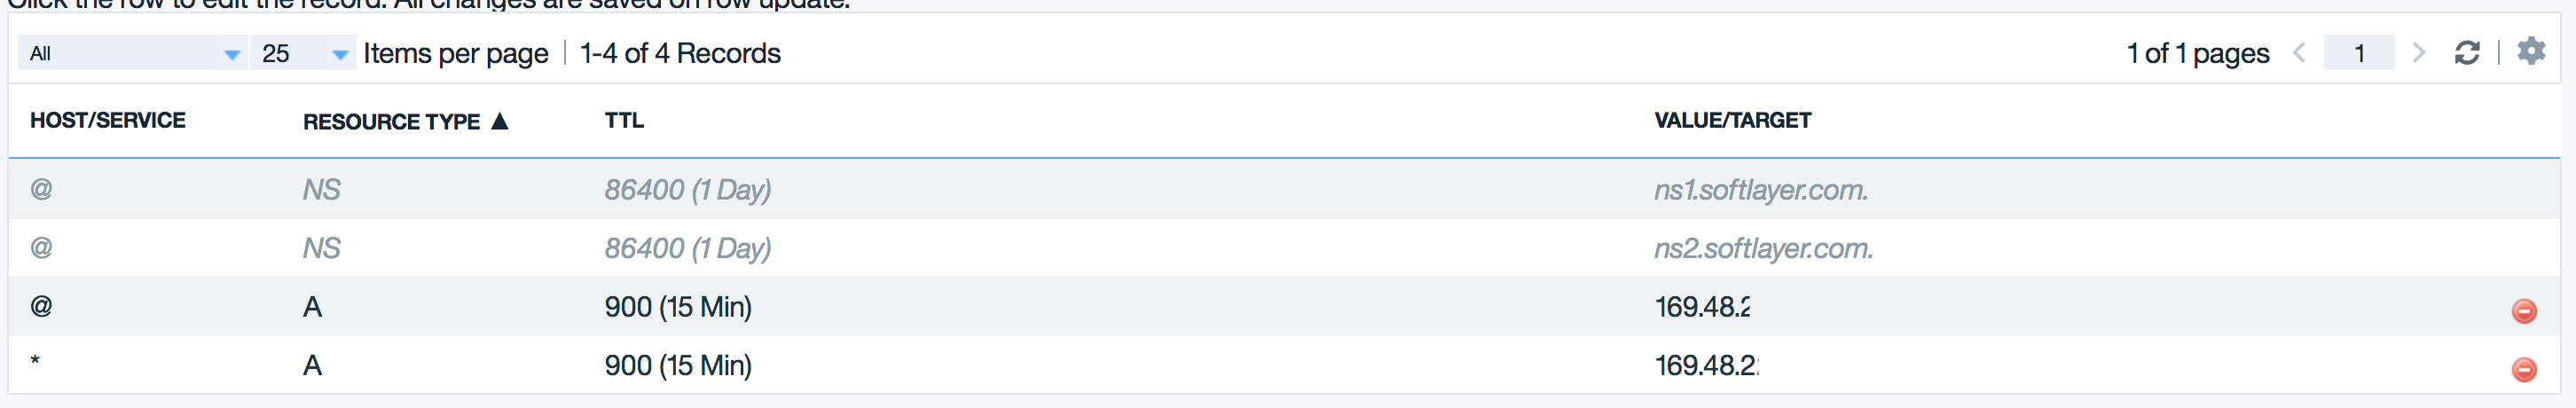 Click the row to edit the record. All changes are saved on row update.
All 25 Items per page 1-4 of 4 Records 1 of 1 pages 1
HOST/SERVICE RESOURCE TYPE ▲ TTL VALUE/TARGET
@ NS 86400 (1 Day) ns1.softlayer.com.
@ NS 86400 (1 Day) ns2.softlayer.com.
@ A 900 (15 Min) 169.48.2
* A 900 (15 Min) 169.48.2